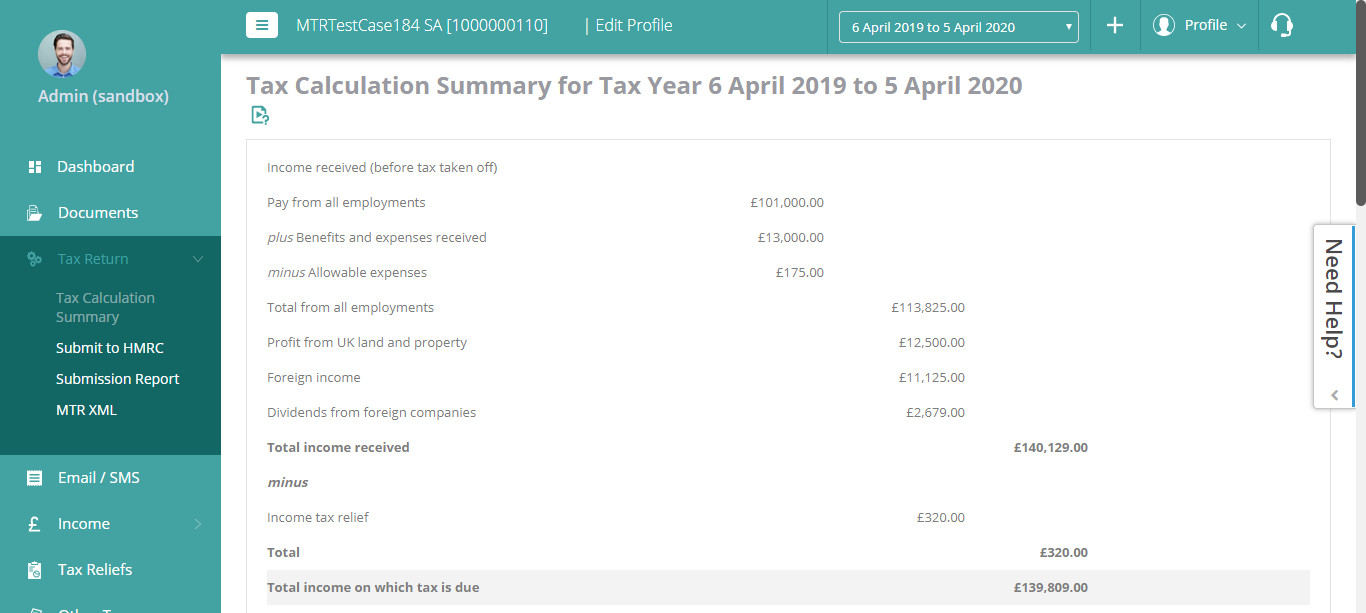 MTRTestCase184 SA [1000000110] | Edit Profile
6 April 2019 to 5 April 2020
Profile
Admin (sandbox)
Dashboard
Documents
Tax Return
Tax Calculation
Summary
Submit to HMRC
Submission Report
MTR XML
Email / SMS
£ Income
Tax Reliefs
Tax Calculation Summary for Tax Year 6 April 2019 to 5 April 2020
Income received (before tax taken off)
Pay from all employments £101,000.00
plus Benefits and expenses received £13,000.00
minus Allowable expenses £175.00
Total from all employments £113,825.00
Profit from UK land and property £12,500.00
Foreign income £11,125.00
Dividends from foreign companies £2,679.00
Total income received £140,129.00
minus
Income tax relief £320.00
Total £320.00
Total income on which tax is due £139,809.00
Need Help?